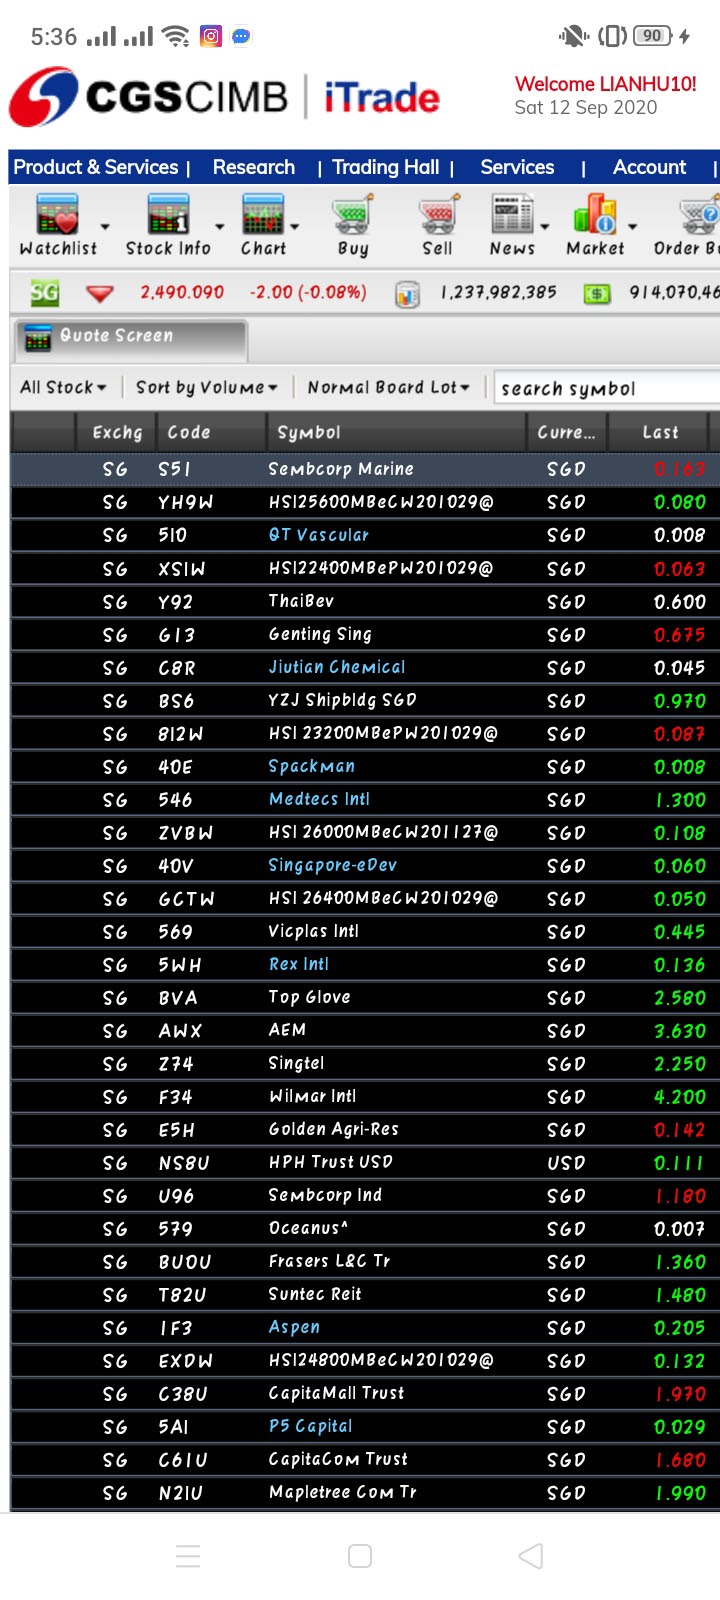 5:36 90
CGSCIMB | iTrade
Welcome LIANHU10!
Sat 12 Sep 2020
Product & Services | Research | Trading Hall | Services | Account |
Watchlist Stock Info Chart Buy Sell News Market Order B
SG 2,490.090 -2.00 (-0.08%) 1,237,982,385 $ 914,070,46
Quote Screen
All Stock Sort by Volume Normal Board Lot search symbol
Exchg Code Symbol Curre... Last
SG S51 Sembcorp Marine SGD 0.163
SG YH9W HSI25600MBeCW201029@ SGD 0.080
SG 510 QT Vascular SGD 0.008
SG XSIW HSI22400MBePW201029@ SGD 0.063
SG Y92 ThaiBev SGD 0.600
SG G13 Genting Sing SGD 0.675
SG C8R Jiutian Chemical SGD 0.045
SG BS6 YZJ Shipbldg SGD SGD 0.970
SG 812W HSI 23200MBePW201029@ SGD 0.087
SG 40E Spackman SGD 0.008
SG 546 Medtecs Intl SGD 1.300
SG ZVBW HSI 26000MBeCW201127@ SGD 0.108
SG 40V Singapore-eDev SGD 0.060
SG GCTW HSI 26400MBeCW201029@ SGD 0.050
SG 569 Vicplas Intl SGD 0.445
SG 5WH Rex Intl SGD 0.136
SG BVA Top Glove SGD 2.580
SG AWX AEM SGD 3.630
SG Z74 Singtel SGD 2.250
SG F34 Wilmar Intl SGD 4.200
SG E5H Golden Agri-Res SGD 0.142
SG NS8U HPH Trust USD USD 0.111
SG U96 Sembcorp Ind SGD 1.180
SG 579 Oceanus^ SGD 0.007
SG BUOU Frasers L&C Tr SGD 1.360
SG T82U Suntec Reit SGD 1.480
SG 1F3 Aspen SGD 0.205
SG EXDW HSI24800MBeCW201029@ SGD 0.132
SG C38U CapitaMall Trust SGD 1.970
SG 5AI P5 Capital SGD 0.029
SG C61U CapitaCom Trust SGD 1.680
SG N2IU Mapletree Com Tr SGD 1.990